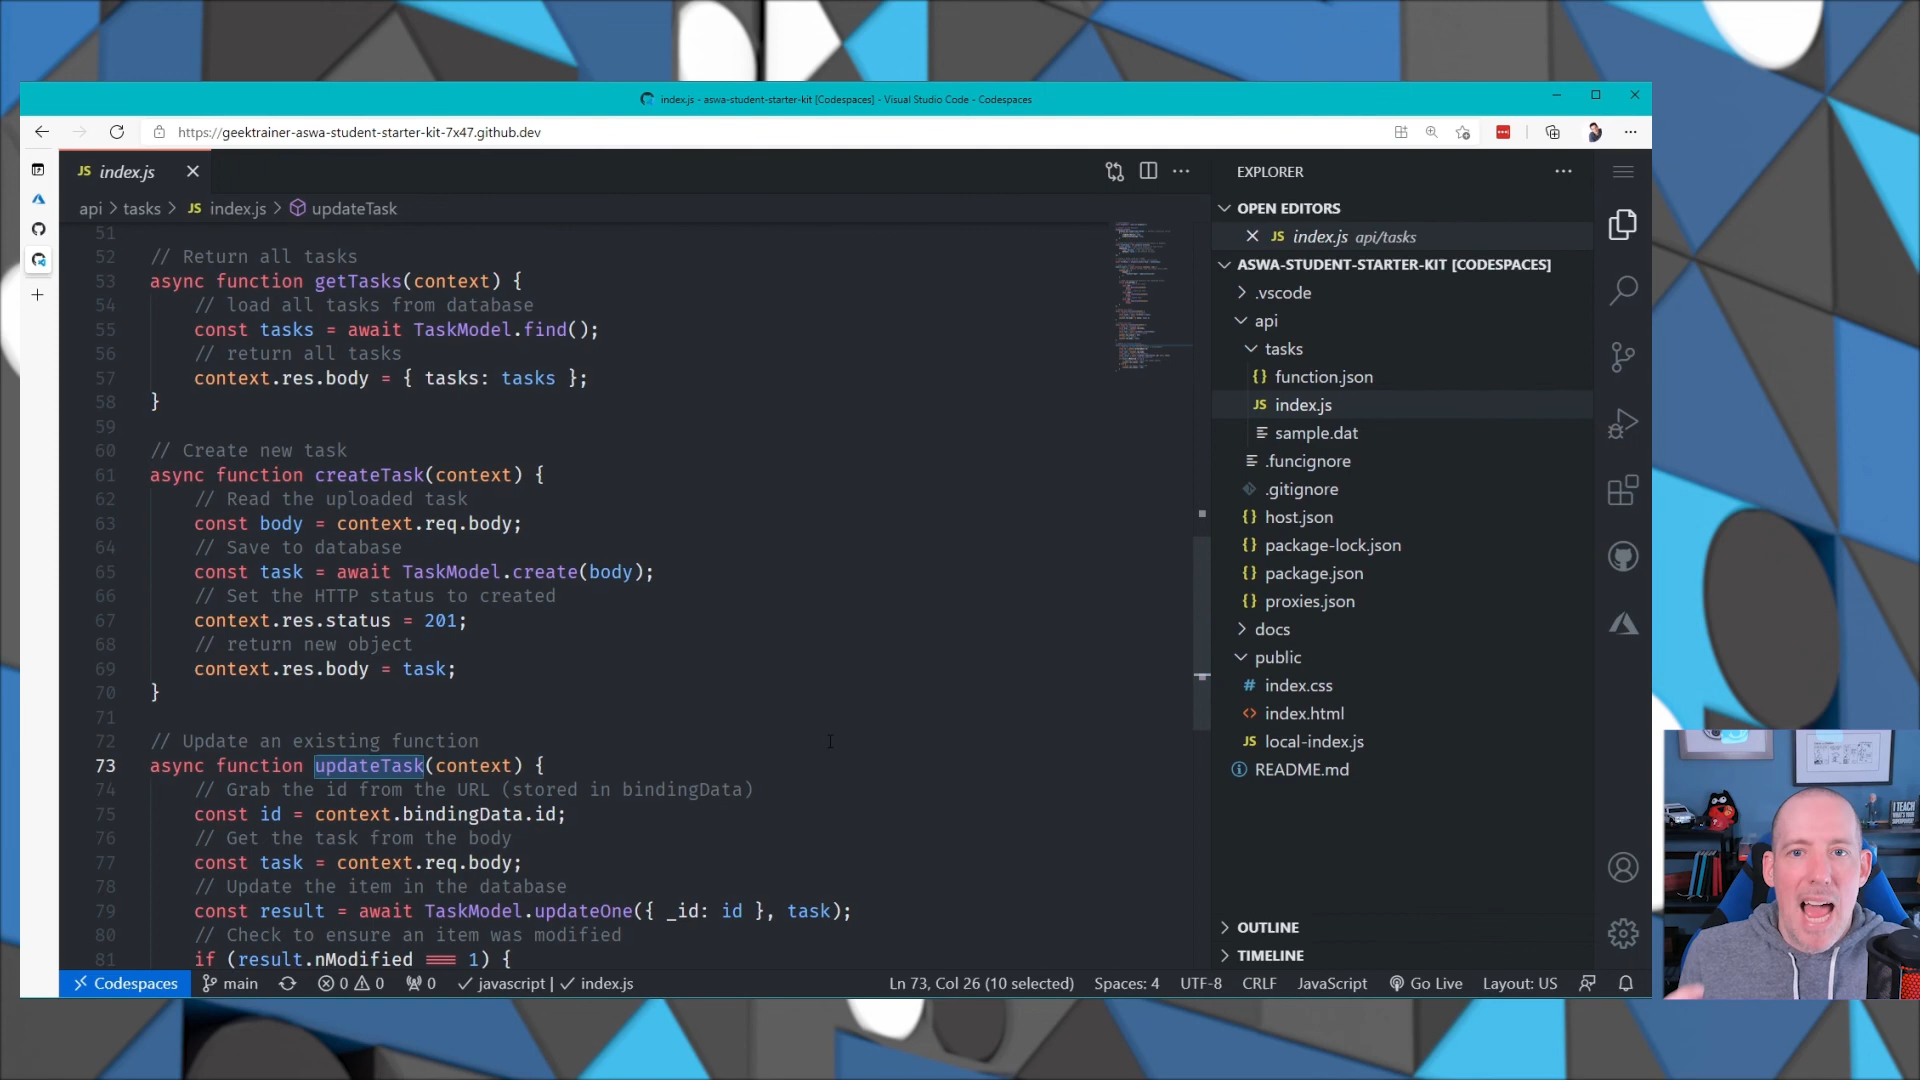 index.js - aswa-student-starter-kit [Codespaces] - Visual Studio Code - Codespaces
https://geektrainer-aswa-student-starter-kit-7x47.github.dev
JS index.js
api > tasks > JS index.js > updateTask
51
52 // Return all tasks
53 async function getTasks(context) {
54 // load all tasks from database
55 const tasks = await TaskModel.find();
56 // return all tasks
57 context.res.body = { tasks: tasks };
58 }
59
60 // Create new task
61 async function createTask(context) {
62 // Read the uploaded task
63 const body = context.req.body;
64 // Save to database
65 const task = await TaskModel.create(body);
66 // Set the HTTP status to created
67 context.res.status = 201;
68 // return new object
69 context.res.body = task;
70 }
71
72 // Update an existing function
73 async function updateTask(context) {
74 // Grab the id from the URL (stored in bindingData)
75 const id = context.bindingData.id;
76 // Get the task from the body
77 const task = context.req.body;
78 // Update the item in the database
79 const result = await TaskModel.updateOne({ _id: id }, task);
80 // Check to ensure an item was modified
81 if (result.nModified === 1) {
EXPLORER
OPEN EDITORS
JS index.js api/tasks
ASWA-STUDENT-STARTER-KIT [CODESPACES]
.vscode
api
tasks
{} function.json
JS index.js
sample.dat
.funcignore
.gitignore
{} host.json
{} package-lock.json
{} package.json
{} proxies.json
docs
public
# index.css
<> index.html
JS local-index.js
README.md
OUTLINE
TIMELINE
Codespaces main 0 0 0 javascript | index.js
Ln 73, Col 26 (10 selected) Spaces: 4 UTF-8 CRLF JavaScript Go Live Layout: US
I TEACH